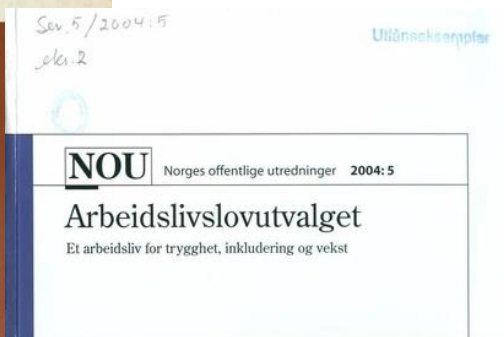 Ser. 5/2004:5
eks. 2
Utlånseksemplar
NOU Norges offentlige utredninger 2004: 5
Arbeidslivslovutvalget
Et arbeidsliv for trygghet, inkludering og vekst